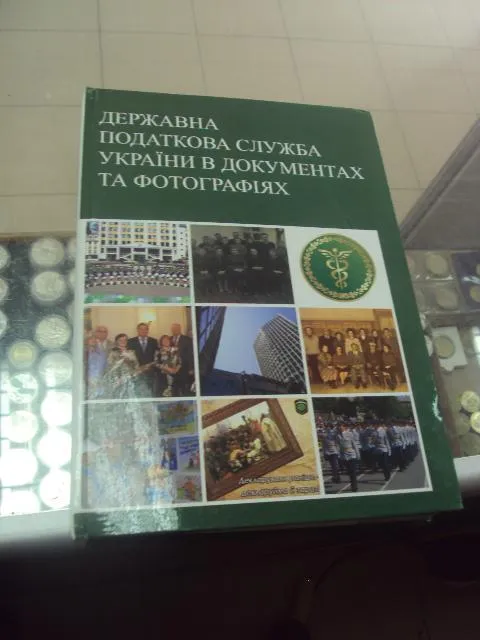 ДЕРЖАВНА
ПОДАТКОВА СЛУЖБА
УКРАЇНИ В ДОКУМЕНТАХ
ТА ФОТОГРАФІЯХ